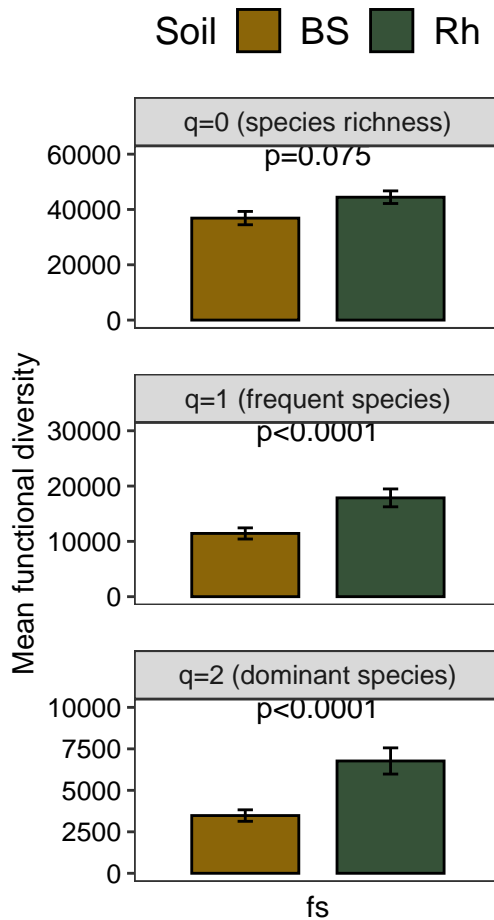 Soil BS Rh
q=0 (species richness)
p=0.075
60000
40000
20000
0
q=1 (frequent species)
p<0.0001
30000
20000
10000
0
q=2 (dominant species)
p<0.0001
10000
7500
5000
2500
0
Mean functional diversity
fs